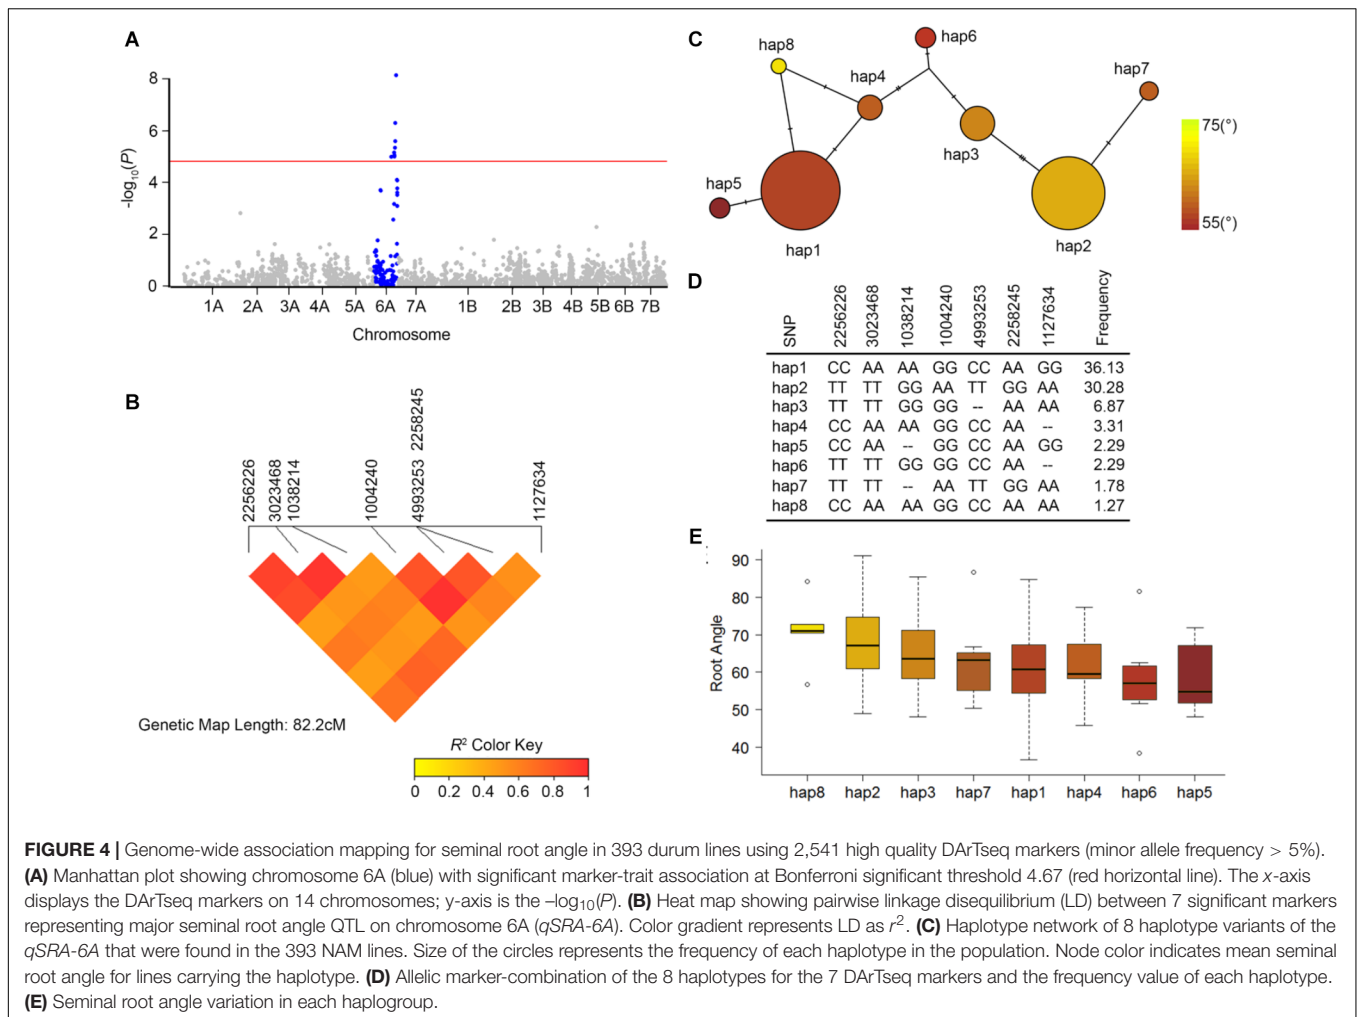 A
8
6
4
2
0
-log10(P)
1A 2A 3A 4A 5A 6A 7A 1B 2B 3B 4B 5B 6B 7B
Chromosome
B
2256226
3023468
1038214
1004240
4993253
2258245
1127634
Genetic Map Length: 82.2cM
R² Color Key
0 0.2 0.4 0.6 0.8 1
C
hap8
hap4
hap6
hap7
hap3
hap5
hap1
hap2
75(°)
55(°)
D
SNP 2256226 3023468 1038214 1004240 4993253 2258245 1127634 Frequency
hap1 CC AA AA GG CC AA GG 36.13
hap2 TT TT GG AA TT GG AA 30.28
hap3 TT TT GG GG -- AA AA 6.87
hap4 CC AA AA GG CC AA -- 3.31
hap5 CC AA -- GG CC AA GG 2.29
hap6 TT TT GG GG CC AA -- 2.29
hap7 TT TT -- AA TT GG AA 1.78
hap8 CC AA AA GG CC AA AA 1.27
E
90
80
70
60
50
40
Root Angle
hap8 hap2 hap3 hap7 hap1 hap4 hap6 hap5
FIGURE 4 | Genome-wide association mapping for seminal root angle in 393 durum lines using 2,541 high quality DArTseq markers (minor allele frequency > 5%).
(A) Manhattan plot showing chromosome 6A (blue) with significant marker-trait association at Bonferroni significant threshold 4.67 (red horizontal line). The x-axis
displays the DArTseq markers on 14 chromosomes; y-axis is the –log10(P). (B) Heat map showing pairwise linkage disequilibrium (LD) between 7 significant markers
representing major seminal root angle QTL on chromosome 6A (qSRA-6A). Color gradient represents LD as r². (C) Haplotype network of 8 haplotype variants of the
qSRA-6A that were found in the 393 NAM lines. Size of the circles represents the frequency of each haplotype in the population. Node color indicates mean seminal
root angle for lines carrying the haplotype. (D) Allelic marker-combination of the 8 haplotypes for the 7 DArTseq markers and the frequency value of each haplotype.
(E) Seminal root angle variation in each haplogroup.